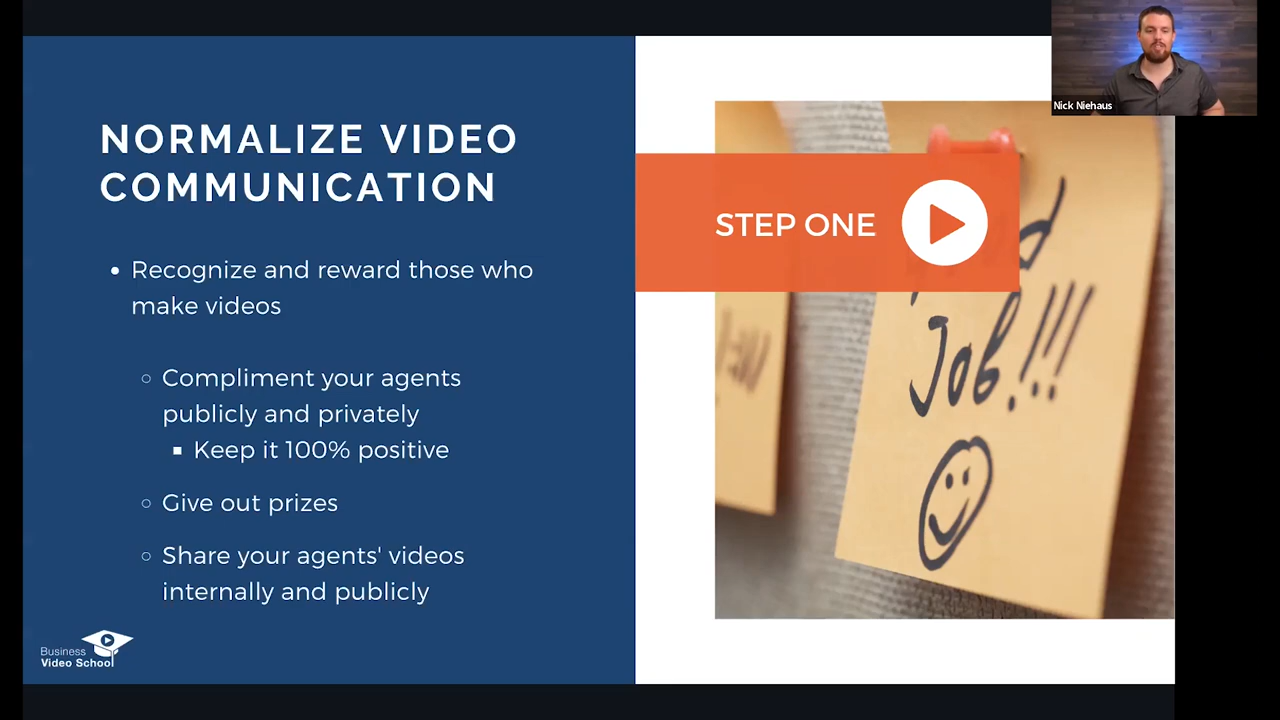 Nick Niehaus
NORMALIZE VIDEO
COMMUNICATION
STEP ONE
• Recognize and reward those who
make videos
○ Compliment your agents
publicly and privately
▪ Keep it 100% positive
○ Give out prizes
○ Share your agents' videos
internally and publicly
Job!!!
Business
Video School